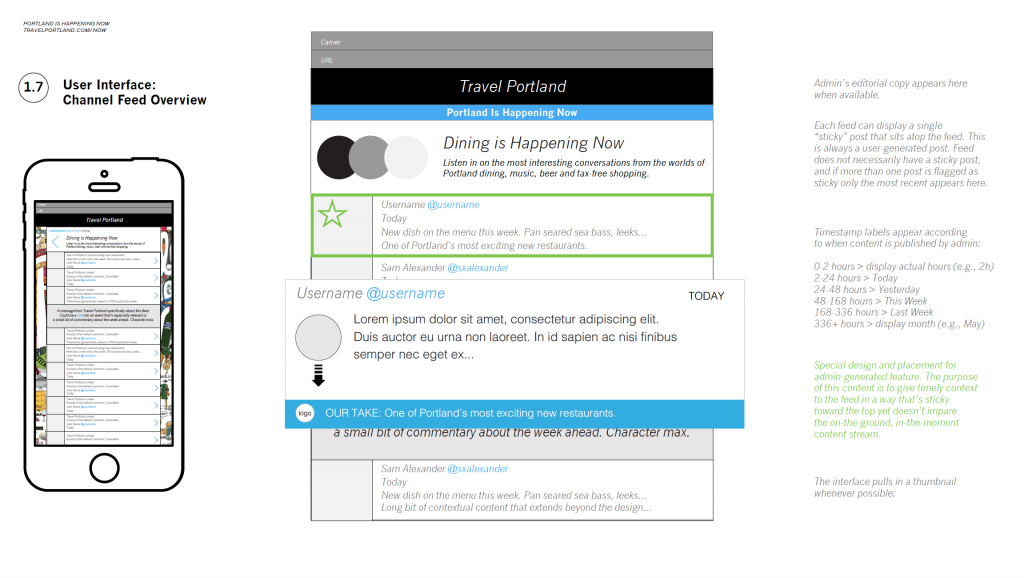 PORTLAND IS HAPPENING NOW
TRAVELPORTLAND.COM/NOW
1.7
User Interface:
Channel Feed Overview
Travel Portland
Dining is Happening Now
Carrier
URL
Travel Portland
Portland Is Happening Now
Dining is Happening Now
Listen in on the most interesting conversations from the worlds of
Portland dining, music, beer and tax-free shopping.
Username @username
Today
New dish on the menu this week. Pan seared sea bass, leeks...
One of Portland's most exciting new restaurants.
Sam Alexander @sxalexander
Username @username
TODAY
Lorem ipsum dolor sit amet, consectetur adipiscing elit.
Duis auctor eu urna non laoreet. In id sapien ac nisi finibus
semper nec eget ex...
logo
OUR TAKE: One of Portland's most exciting new restaurants.
a small bit of commentary about the week ahead. Character max.
Sam Alexander @sxalexander
Today
New dish on the menu this week. Pan seared sea bass, leeks...
Long bit of contextual content that extends beyond the design...
Admin's editorial copy appears here
when available.
Each feed can display a single
"sticky" post that sits atop the feed. This
is always a user-generated post. Feed
does not necessarily have a sticky post,
and if more than one post is flagged as
sticky only the most recent appears here.
Timestamp labels appear according
to when content is published by admin:
0-2 hours > display actual hours (e.g., 2h)
2-24 hours > Today
24-48 hours > Yesterday
48-168 hours > This Week
168-336 hours > Last Week
336+ hours > display month (e.g., May)
Special design and placement for
admin-generated feature. The purpose
of this content is to give timely context
to the feed in a way that's sticky
toward the top yet doesn't impare
the on-the-ground, in-the-moment
content stream.
The interface pulls in a thumbnail
whenever possible;